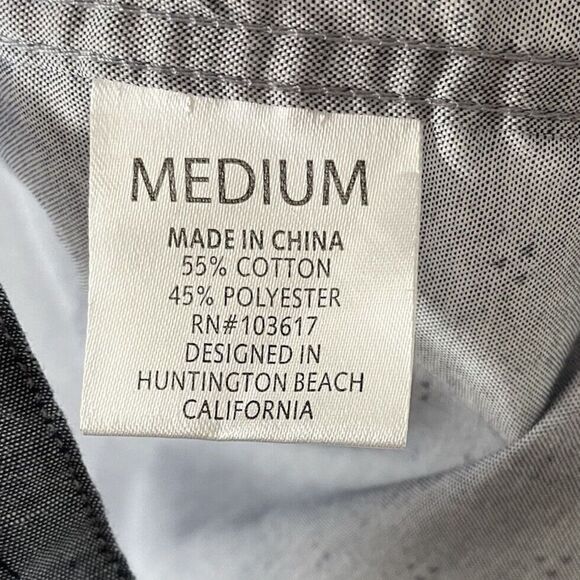 MEDIUM
MADE IN CHINA
55% COTTON
45% POLYESTER
RN#103617
DESIGNED IN
HUNTINGTON BEACH
CALIFORNIA